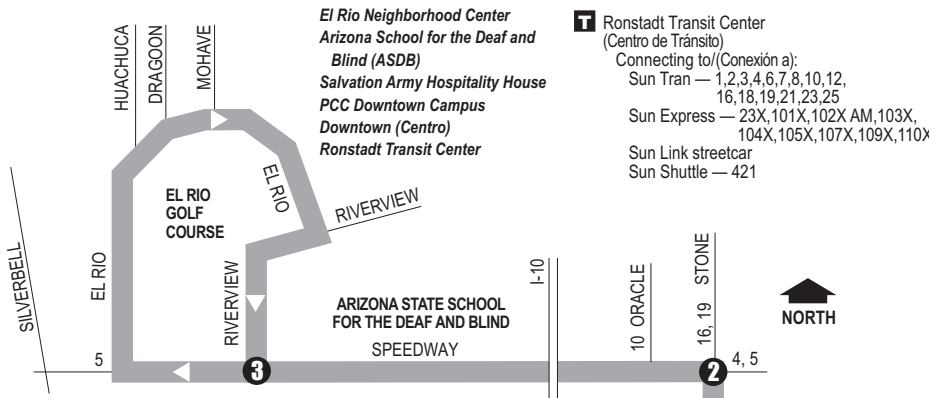 El Rio Neighborhood Center
Arizona School for the Deaf and
Blind (ASDB)
Salvation Army Hospitality House
PCC Downtown Campus
Downtown (Centro)
Ronstadt Transit Center
T Ronstadt Transit Center
(Centro de Tránsito)
Connecting to/(Conexión a):
Sun Tran — 1,2,3,4,6,7,8,10,12,
16,18,19,21,23,25
Sun Express — 23X,101X,102X AM,103X,
104X,105X,107X,109X,110X
Sun Link streetcar
Sun Shuttle — 421
HUACHUCA
DRAGOON
MOHAVE
EL RIO
RIVERVIEW
EL RIO
GOLF
COURSE
SILVERBELL
EL RIO
RIVERVIEW
ARIZONA STATE SCHOOL
FOR THE DEAF AND BLIND
SPEEDWAY
I-10
10 ORACLE
16, 19 STONE
NORTH
5
3
2
4, 5